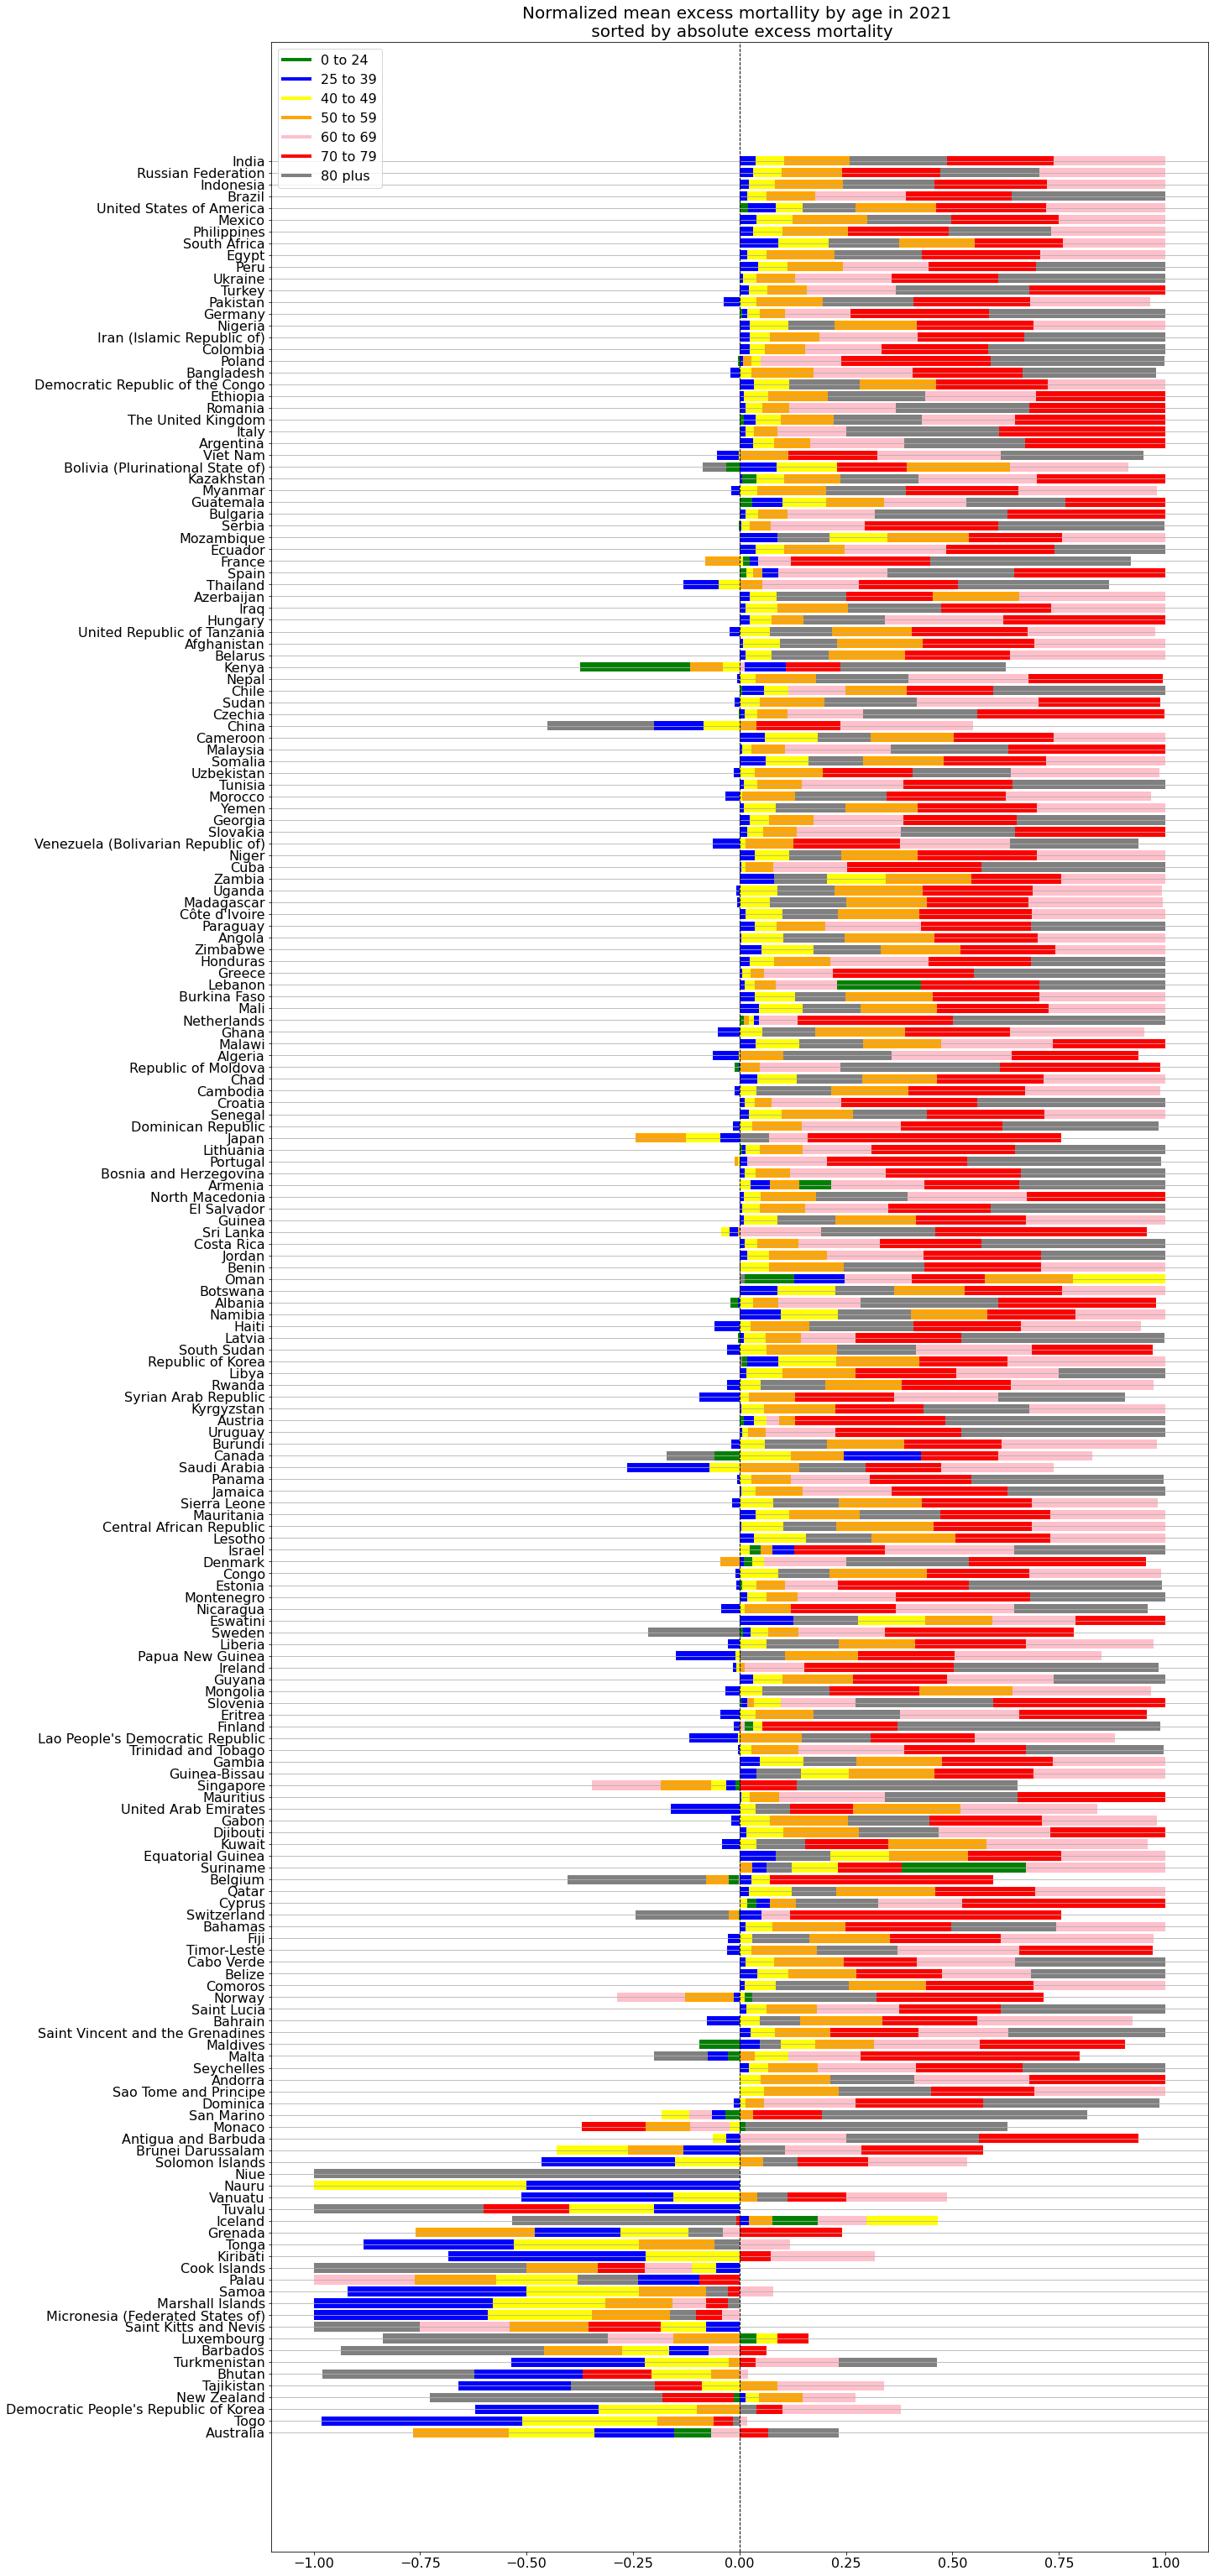 Normalized mean excess mortallity by age in 2021
sorted by absolute excess mortality
0 to 24
25 to 39
40 to 49
50 to 59
60 to 69
70 to 79
80 plus
India
Russian Federation
Indonesia
Brazil
United States of America
Mexico
Philippines
South Africa
Egypt
Peru
Ukraine
Turkey
Pakistan
Germany
Nigeria
Iran (Islamic Republic of)
Colombia
Poland
Bangladesh
Democratic Republic of the Congo
Ethiopia
Romania
The United Kingdom
Italy
Argentina
Viet Nam
Bolivia (Plurinational State of)
Kazakhstan
Myanmar
Guatemala
Bulgaria
Serbia
Mozambique
Ecuador
France
Spain
Thailand
Azerbaijan
Iraq
Hungary
United Republic of Tanzania
Afghanistan
Belarus
Kenya
Nepal
Chile
Sudan
Czechia
China
Cameroon
Malaysia
Somalia
Uzbekistan
Tunisia
Morocco
Yemen
Georgia
Slovakia
Venezuela (Bolivarian Republic of)
Niger
Cuba
Zambia
Uganda
Madagascar
Côte d'Ivoire
Paraguay
Angola
Zimbabwe
Honduras
Greece
Lebanon
Burkina Faso
Mali
Netherlands
Ghana
Malawi
Algeria
Republic of Moldova
Chad
Cambodia
Croatia
Senegal
Dominican Republic
Japan
Lithuania
Portugal
Bosnia and Herzegovina
Armenia
North Macedonia
El Salvador
Guinea
Sri Lanka
Costa Rica
Jordan
Benin
Oman
Botswana
Albania
Namibia
Haiti
Latvia
South Sudan
Republic of Korea
Libya
Rwanda
Syrian Arab Republic
Kyrgyzstan
Austria
Uruguay
Burundi
Canada
Saudi Arabia
Panama
Jamaica
Sierra Leone
Mauritania
Central African Republic
Lesotho
Israel
Denmark
Congo
Estonia
Montenegro
Nicaragua
Eswatini
Sweden
Liberia
Papua New Guinea
Ireland
Guyana
Mongolia
Slovenia
Eritrea
Finland
Lao People's Democratic Republic
Trinidad and Tobago
Gambia
Guinea-Bissau
Singapore
Mauritius
United Arab Emirates
Gabon
Djibouti
Kuwait
Equatorial Guinea
Suriname
Belgium
Qatar
Cyprus
Switzerland
Bahamas
Fiji
Timor-Leste
Cabo Verde
Belize
Comoros
Norway
Saint Lucia
Bahrain
Saint Vincent and the Grenadines
Maldives
Malta
Seychelles
Andorra
Sao Tome and Principe
Dominica
San Marino
Monaco
Antigua and Barbuda
Brunei Darussalam
Solomon Islands
Niue
Nauru
Vanuatu
Tuvalu
Iceland
Grenada
Tonga
Kiribati
Cook Islands
Palau
Samoa
Marshall Islands
Micronesia (Federated States of)
Saint Kitts and Nevis
Luxembourg
Barbados
Turkmenistan
Bhutan
Tajikistan
New Zealand
Democratic People's Republic of Korea
Togo
Australia
−1.00 −0.75 −0.50 −0.25 0.00 0.25 0.50 0.75 1.00